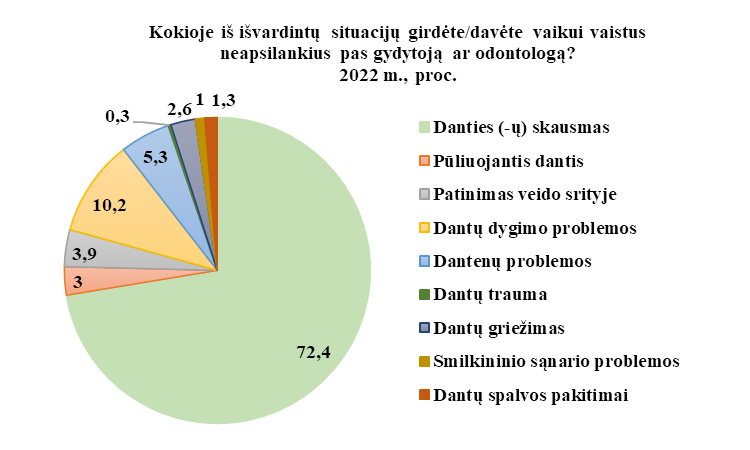 Kokioje iš išvardintų situacijų girdėte/davėte vaikui vaistus
neapsilankius pas gydytoją ar odontologą?
2022 m., proc.
0,3
2,6
1
1,3
5,3
10,2
3,9
3
72,4
Danties (-ų) skausmas
Pūliuojantis dantis
Patinimas veido srityje
Dantų dygimo problemos
Dantenų problemos
Dantų trauma
Dantų griežimas
Smilkininio sąnario problemos
Dantų spalvos pakitimai